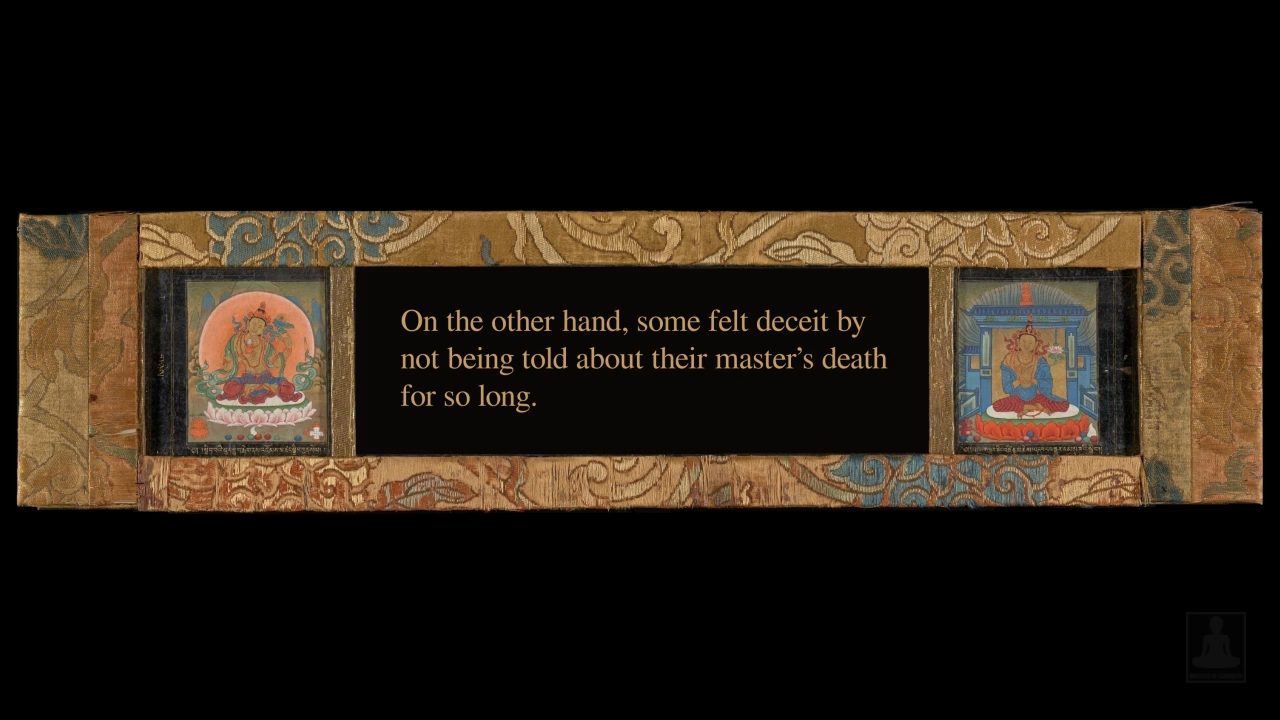 On the other hand, some felt deceit by
not being told about their master’s death
for so long.